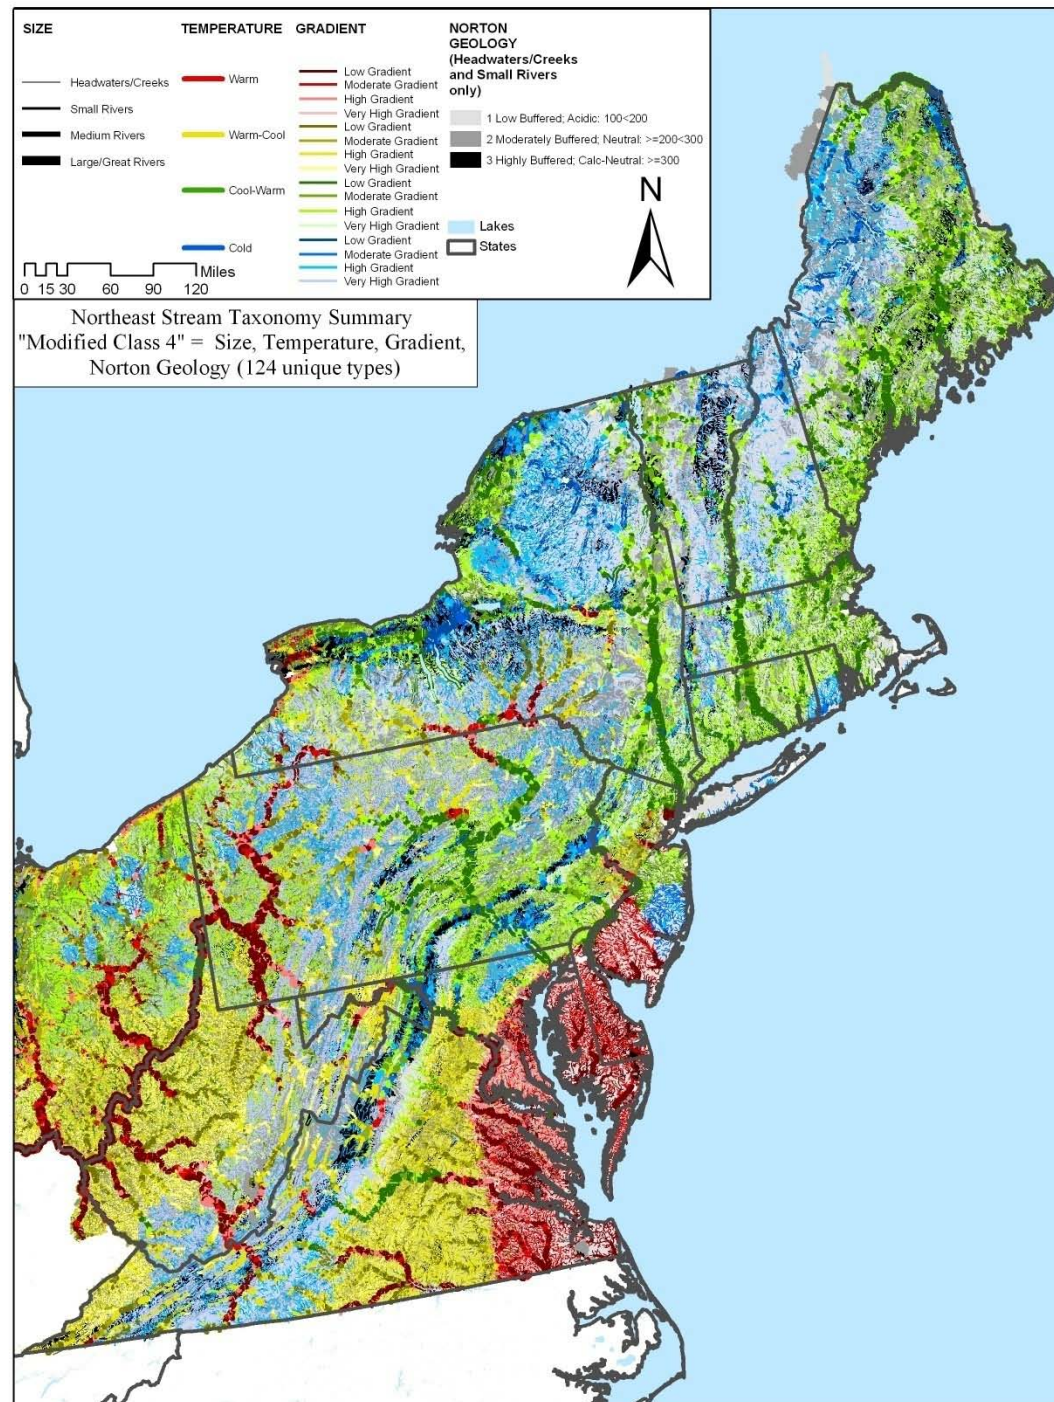 SIZE
Headwaters/Creeks
Small Rivers
Medium Rivers
Large/Great Rivers
TEMPERATURE
Warm
Warm-Cool
Cool-Warm
Cold
GRADIENT
Low Gradient
Moderate Gradient
High Gradient
Very High Gradient
Low Gradient
Moderate Gradient
High Gradient
Very High Gradient
Low Gradient
Moderate Gradient
High Gradient
Very High Gradient
Low Gradient
Moderate Gradient
High Gradient
Very High Gradient
NORTON
GEOLOGY
(Headwaters/Creeks
and Small Rivers
only)
1 Low Buffered; Acidic: 100<200
2 Moderately Buffered; Neutral: >=200<300
3 Highly Buffered; Calc-Neutral: >=300
Lakes
States
N
Miles
0 15 30 60 90 120
Northeast Stream Taxonomy Summary
"Modified Class 4" = Size, Temperature, Gradient,
Norton Geology (124 unique types)